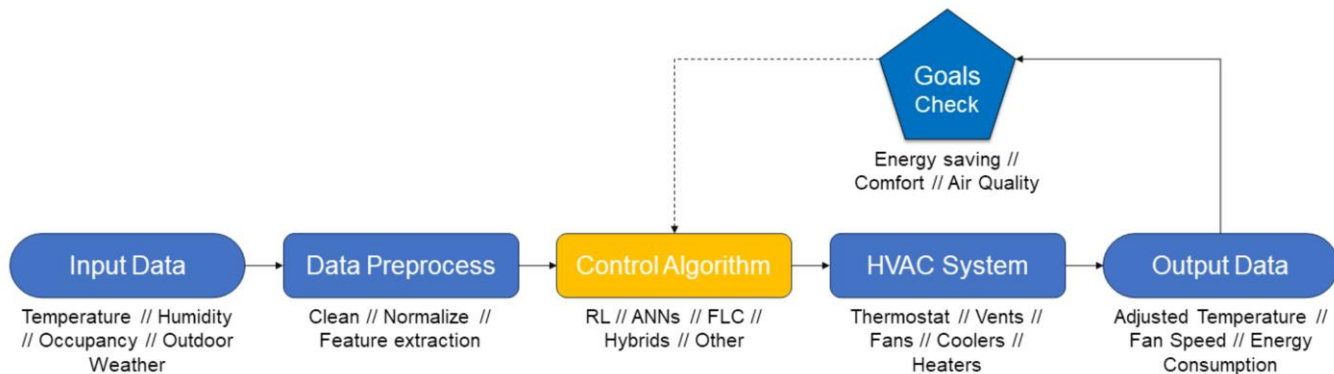 Goals
Check
Energy saving //
Comfort // Air Quality
Input Data
Temperature // Humidity
// Occupancy // Outdoor
Weather
Data Preprocess
Clean // Normalize //
Feature extraction
Control Algorithm
RL // ANNs // FLC //
Hybrids // Other
HVAC System
Thermostat // Vents //
Fans // Coolers //
Heaters
Output Data
Adjusted Temperature //
Fan Speed // Energy
Consumption